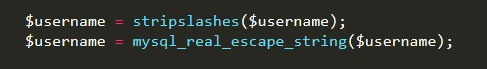 $username = stripslashes($username);
$username = mysql_real_escape_string($username);